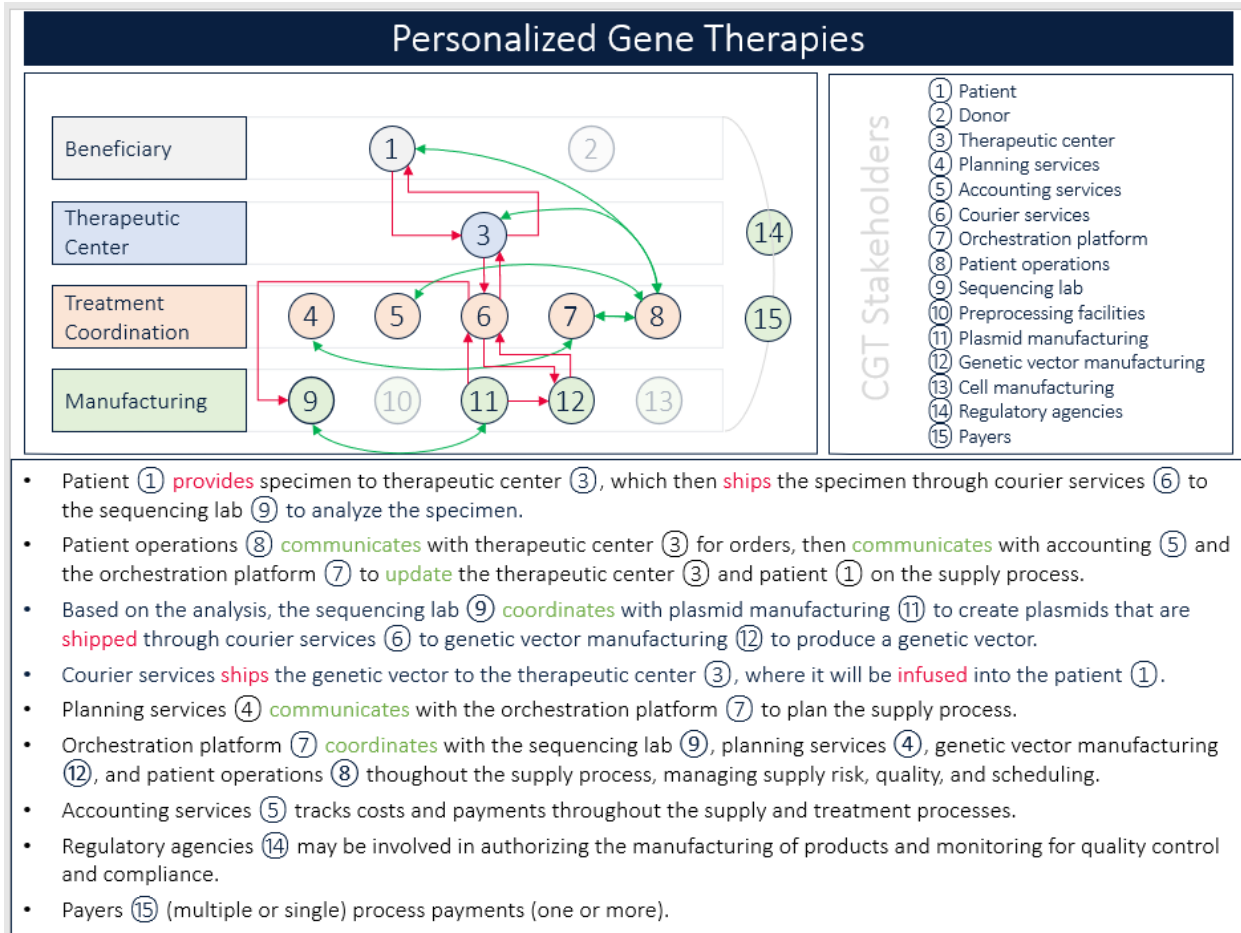 Personalized Gene Therapies
Beneficiary
1
2
Therapeutic
Center
3
14
Treatment
Coordination
4
5
6
7
8
15
Manufacturing
9
10
11
12
13
CGT Stakeholders
1 Patient
2 Donor
3 Therapeutic center
4 Planning services
5 Accounting services
6 Courier services
7 Orchestration platform
8 Patient operations
9 Sequencing lab
10 Preprocessing facilities
11 Plasmid manufacturing
12 Genetic vector manufacturing
13 Cell manufacturing
14 Regulatory agencies
15 Payers
• Patient 1 provides specimen to therapeutic center 3, which then ships the specimen through courier services 6 to
the sequencing lab 9 to analyze the specimen.
• Patient operations 8 communicates with therapeutic center 3 for orders, then communicates with accounting 5 and
the orchestration platform 7 to update the therapeutic center 3 and patient 1 on the supply process.
• Based on the analysis, the sequencing lab 9 coordinates with plasmid manufacturing 11 to create plasmids that are
shipped through courier services 6 to genetic vector manufacturing 12 to produce a genetic vector.
• Courier services ships the genetic vector to the therapeutic center 3, where it will be infused into the patient 1.
• Planning services 4 communicates with the orchestration platform 7 to plan the supply process.
• Orchestration platform 7 coordinates with the sequencing lab 9, planning services 4, genetic vector manufacturing
12, and patient operations 8 thoughout the supply process, managing supply risk, quality, and scheduling.
• Accounting services 5 tracks costs and payments throughout the supply and treatment processes.
• Regulatory agencies 14 may be involved in authorizing the manufacturing of products and monitoring for quality control
and compliance.
• Payers 15 (multiple or single) process payments (one or more).